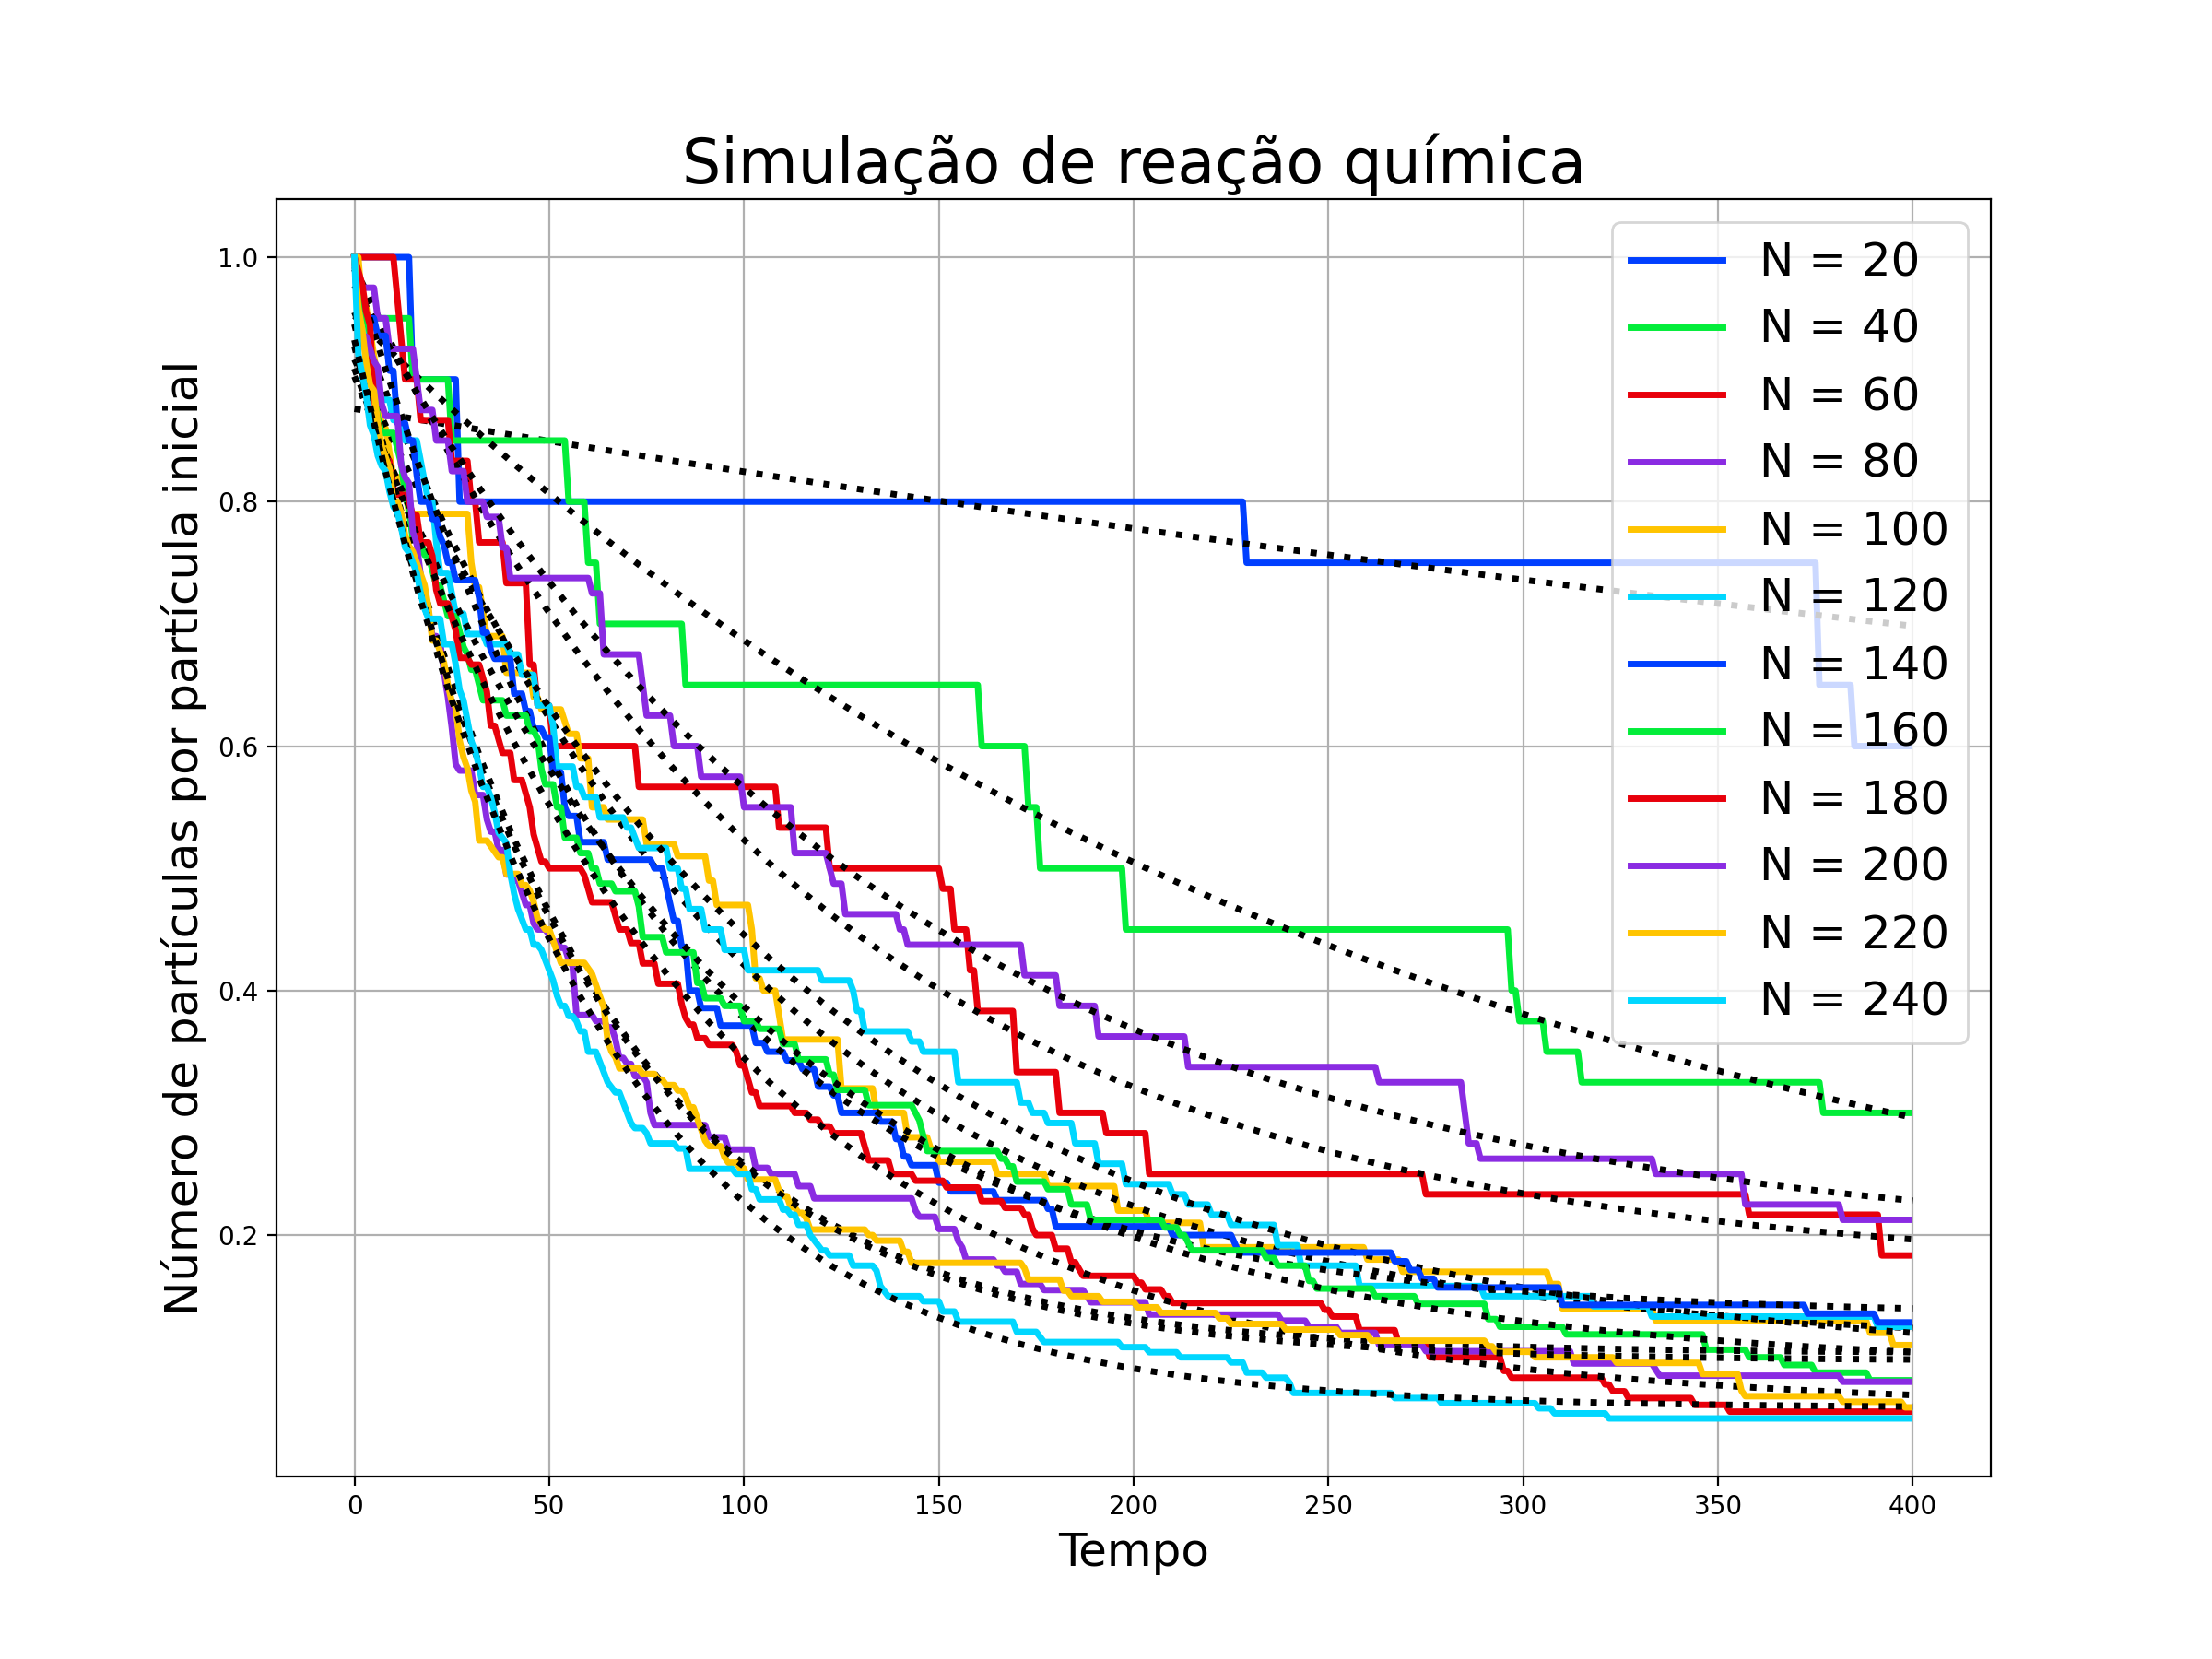 Simulação de reação química
Número de partículas por partícula inicial
1.0
0.8
0.6
0.4
0.2
N = 20
N = 40
N = 60
N = 80
N = 100
N = 120
N = 140
N = 160
N = 180
N = 200
N = 220
N = 240
0 50 100 150 200 250 300 350 400
Tempo